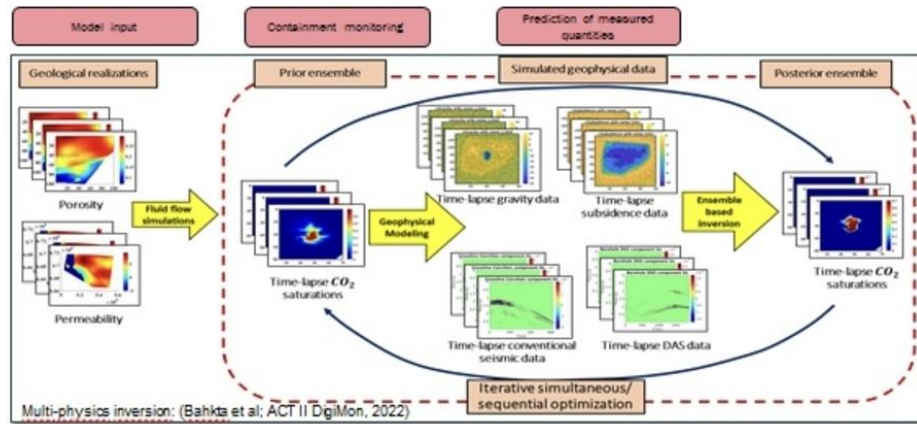 Model input
Containment monitoring
Prediction of measured
quantities
Geological realizations
Prior ensemble
Simulated geophysical data
Posterior ensemble
Porosity
Permeability
Fluid flow
simulations
Time-lapse CO2
saturations
Geophysical
Modeling
Time-lapse gravity data
Time-lapse
subsidence data
Time-lapse conventional
seismic data
Time-lapse DAS data
Ensemble
based
inversion
Time-lapse CO2
saturations
Iterative simultaneous/
sequential optimization
Multi-physics inversion: (Bahkta et al; ACT II DigiMon, 2022)